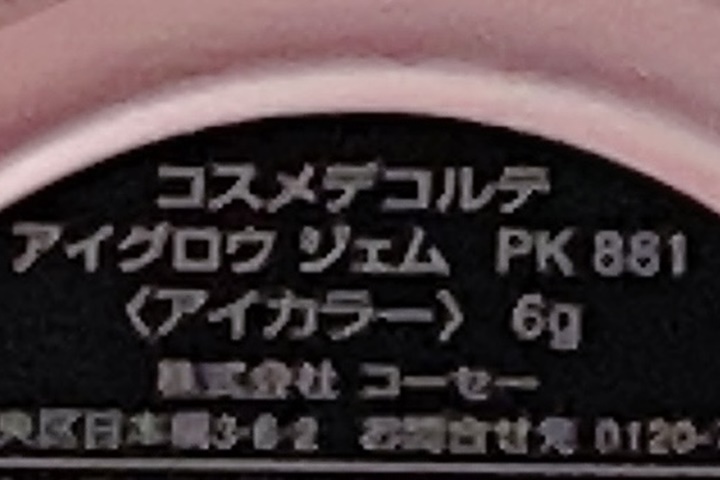 コスメデコルテ
アイグロウ ジェム PK 881
〈アイカラー〉 6g
株式会社 コーセー
央区日本橋3-6-2 お問合せ先 0120-